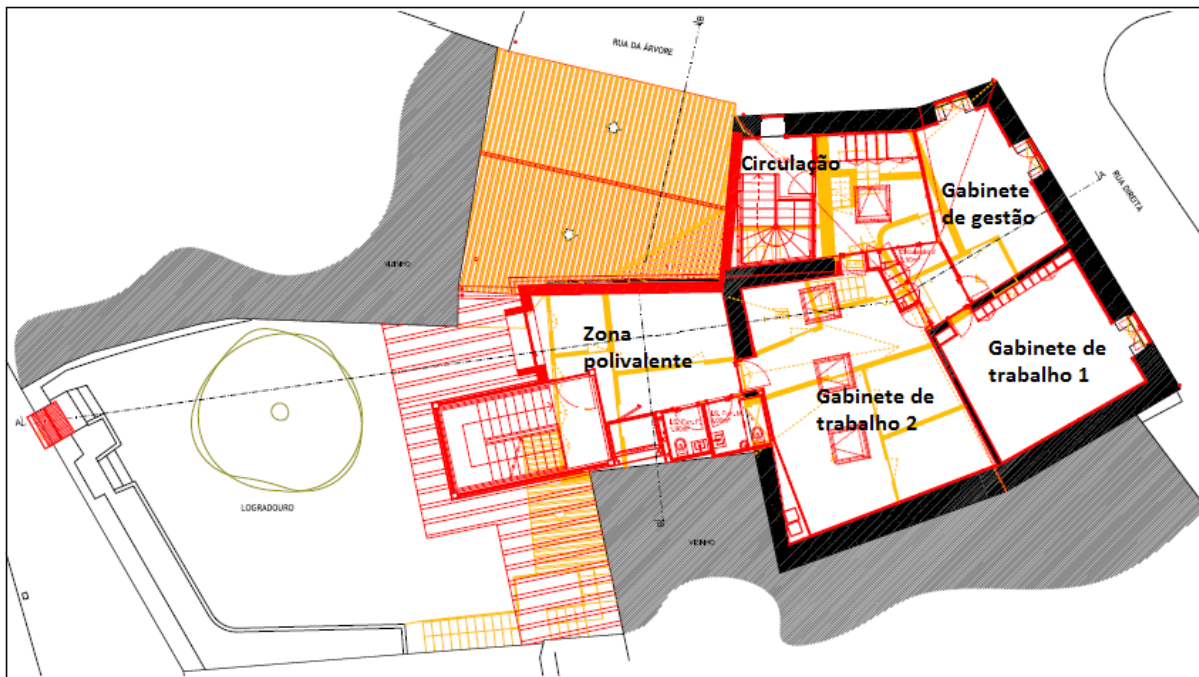 RUA DA ÁRVORE
B
Circulação
Gabinete
de gestão
RUA DIREITA
A
VIZINHO
Zona
polivalente
Gabinete de
trabalho 1
Gabinete de
trabalho 2
A
LOGRADOURO
B
VIZINHO